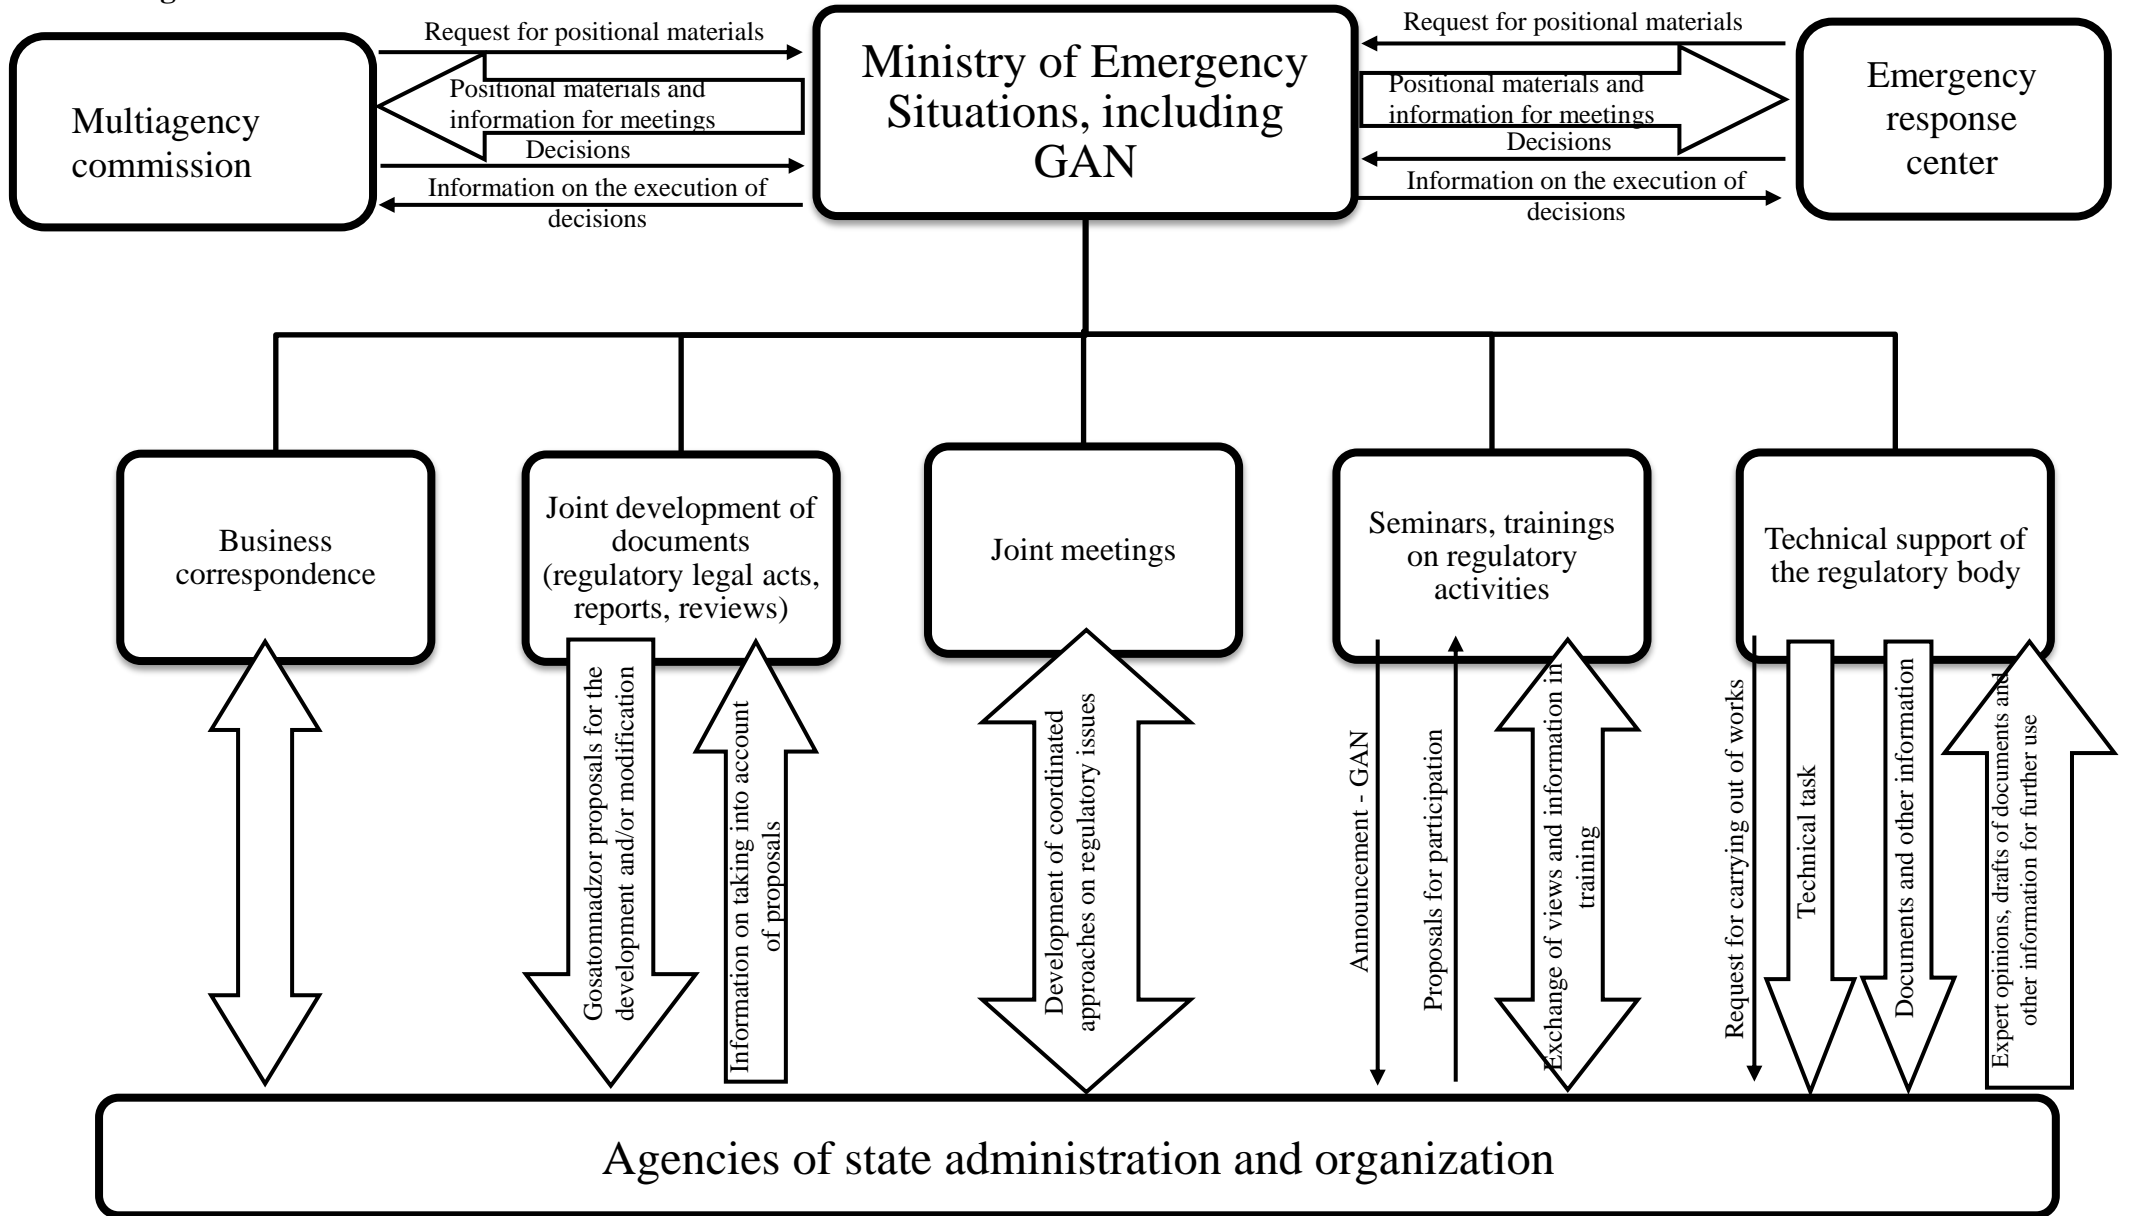 Request for positional materials
Positional materials and
information for meetings
Decisions
Information on the execution of
decisions
Multiagency
commission
Ministry of Emergency
Situations, including
GAN
Request for positional materials
Positional materials and
information for meetings
Decisions
Information on the execution of
decisions
Emergency
response
center
Business
correspondence
Joint development of
documents
(regulatory legal acts,
reports, reviews)
Joint meetings
Seminars, trainings
on regulatory
activities
Technical support of
the regulatory body
Gosatomnadzor proposals for the
development and/or modification
Information on taking into account
of proposals
Development of coordinated
approaches on regulatory issues
Announcement - GAN
Proposals for participation
Exchange of views and information in
training
Request for carrying out of works
Technical task
Documents and other information
Expert opinions, drafts of documents and
other information for further use
Agencies of state administration and organization